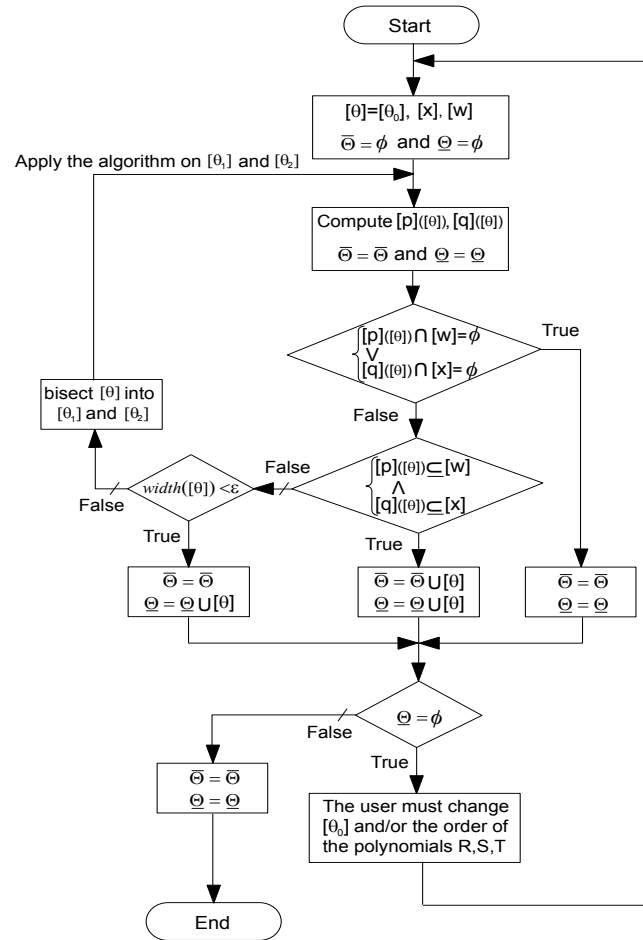 Start
[θ]=[θ₀], [x], [w]
Θ̅ = ϕ and Θ̲ = ϕ
Apply the algorithm on [θ₁] and [θ₂]
Compute [p]([θ]), [q]([θ])
Θ̅ = Θ̅ and Θ̲ = Θ̲
[p]([θ])∩[w]=ϕ
∨
[q]([θ])∩[x]=ϕ
True
False
bisect [θ] into
[θ₁] and [θ₂]
[p]([θ])⊆[w]
∧
[q]([θ])⊆[x]
False
True
width([θ]) <ε
False
True
Θ̅ = Θ̅
Θ̲ = Θ̲ ∪[θ]
Θ̅ = Θ̅ ∪[θ]
Θ̲ = Θ̲ ∪[θ]
Θ̅ = Θ̅
Θ̲ = Θ̲
Θ̲ = ϕ
False
True
Θ̅ = Θ̅
Θ̲ = Θ̲
The user must change
[θ₀] and/or the order of
the polynomials R,S,T
End